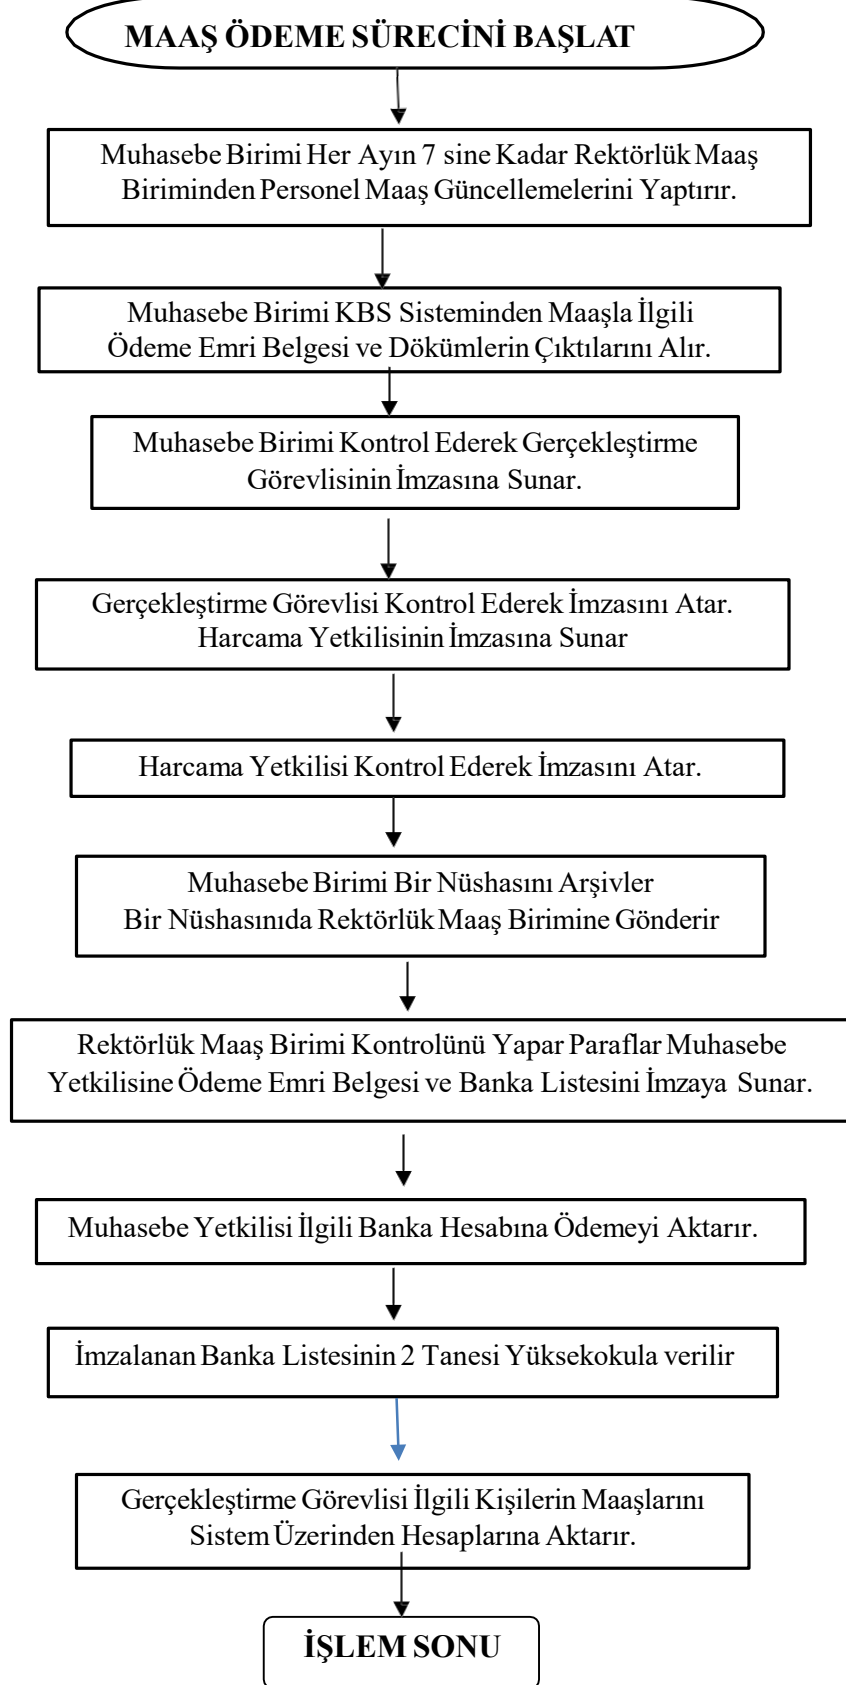 MAAŞ ÖDEME SÜRECİNİ BAŞLAT
Muhasebe Birimi Her Ayın 7 sine Kadar Rektörlük Maaş
Biriminden Personel Maaş Güncellemelerini Yaptırır.
Muhasebe Birimi KBS Sisteminden Maaşla İlgili
Ödeme Emri Belgesi ve Dökümlerin Çıktılarını Alır.
Muhasebe Birimi Kontrol Ederek Gerçekleştirme
Görevlisinin İmzasına Sunar.
Gerçekleştirme Görevlisi Kontrol Ederek İmzasını Atar.
Harcama Yetkilisinin İmzasına Sunar
Harcama Yetkilisi Kontrol Ederek İmzasını Atar.
Muhasebe Birimi Bir Nüshasını Arşivler
Bir Nüshasınıda Rektörlük Maaş Birimine Gönderir
Rektörlük Maaş Birimi Kontrolünü Yapar Paraflar Muhasebe
Yetkilisine Ödeme Emri Belgesi ve Banka Listesini İmzaya Sunar.
Muhasebe Yetkilisi İlgili Banka Hesabına Ödemeyi Aktarır.
İmzalanan Banka Listesinin 2 Tanesi Yüksekokula verilir
Gerçekleştirme Görevlisi İlgili Kişilerin Maaşlarını
Sistem Üzerinden Hesaplarına Aktarır.
İŞLEM SONU